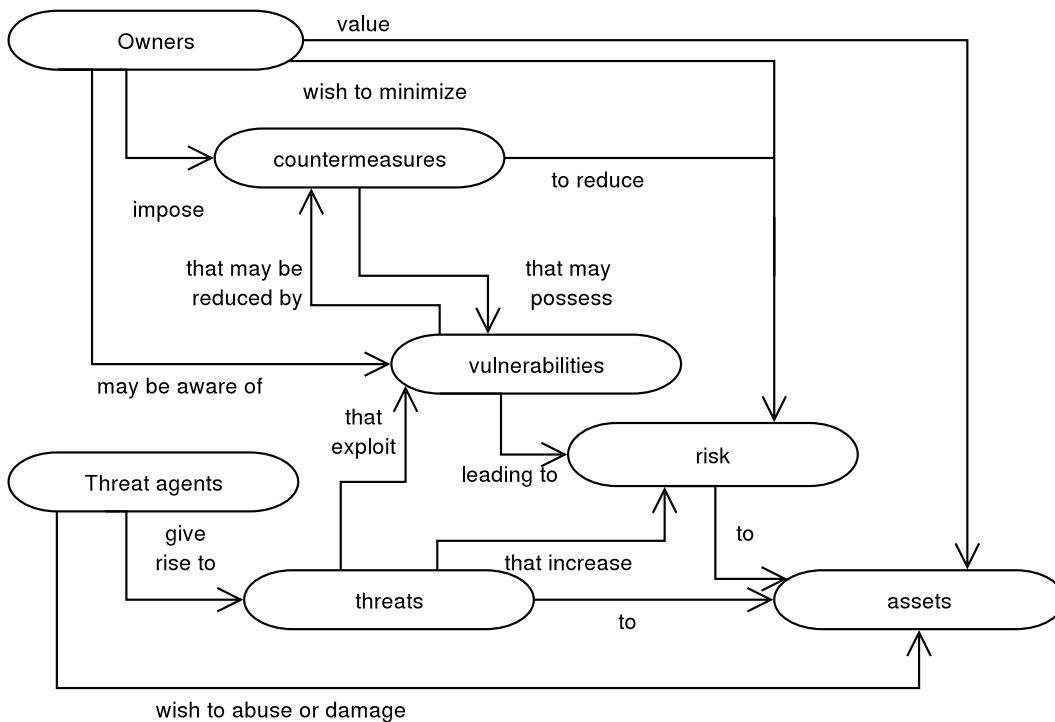 value
Owners
wish to minimize
countermeasures
to reduce
impose
that may be
reduced by
that may
possess
vulnerabilities
may be aware of
that
exploit
risk
leading to
Threat agents
give
rise to
to
that increase
threats
assets
to
wish to abuse or damage